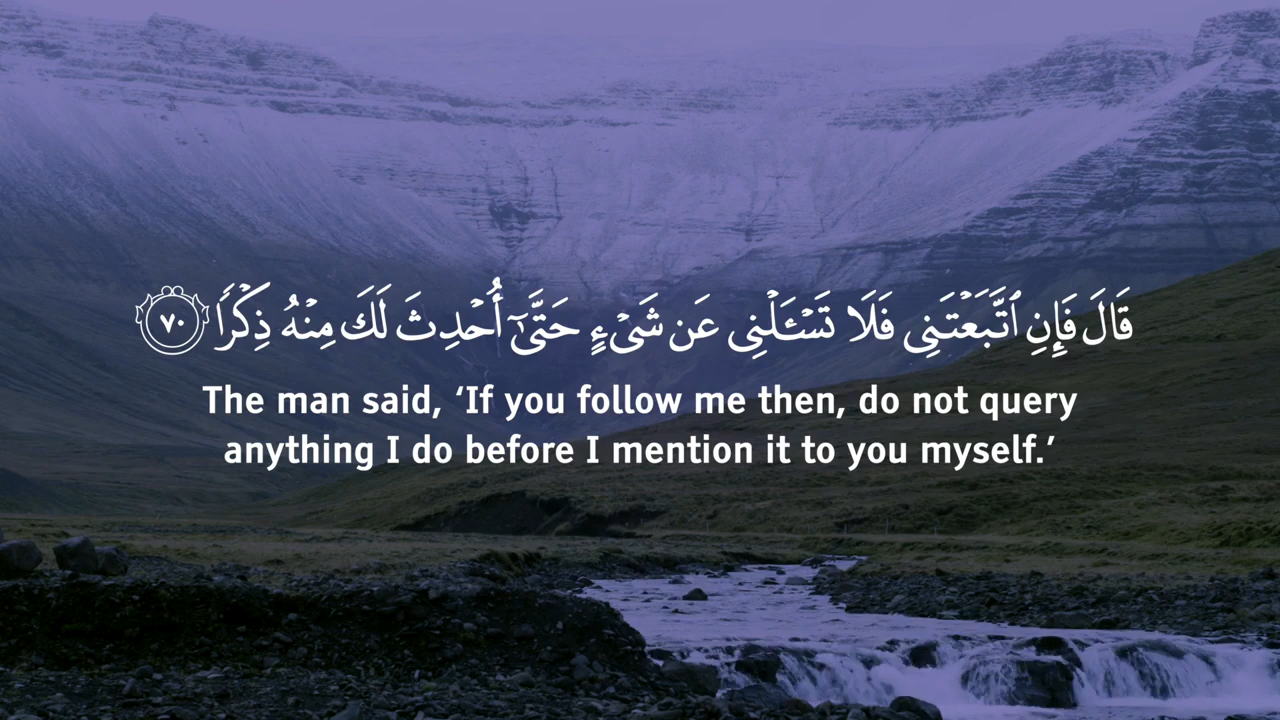 قَالَ فَإِنِ ٱتَّبَعْتَنِى فَلَا تَسْـَٔلْنِى عَن شَىْءٍ حَتَّىٰٓ أُحْدِثَ لَكَ مِنْهُ ذِكْرًا ٧٠
The man said, ‘If you follow me then, do not query
anything I do before I mention it to you myself.’